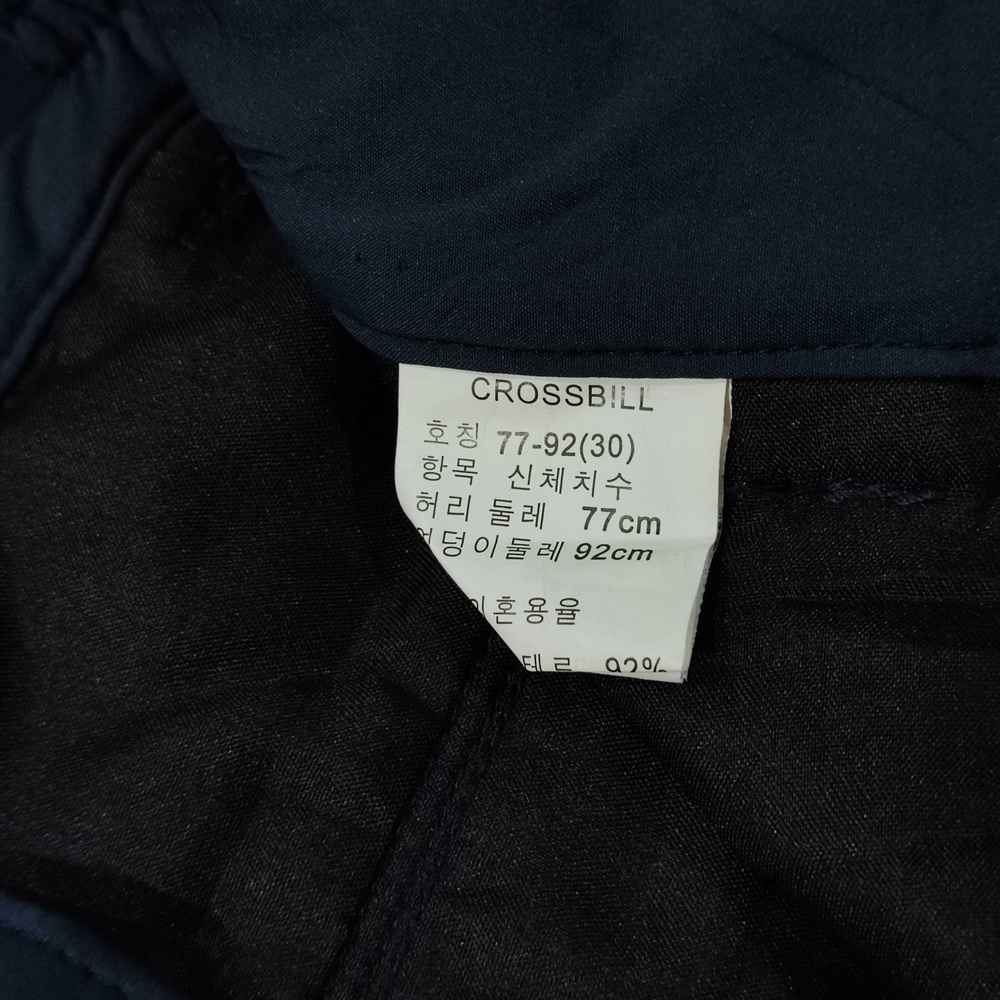 CROSSBILL
호칭 77-92(30)
항목 신체치수
허리 둘레 77cm
엉덩이둘레 92cm
혼용율
92%